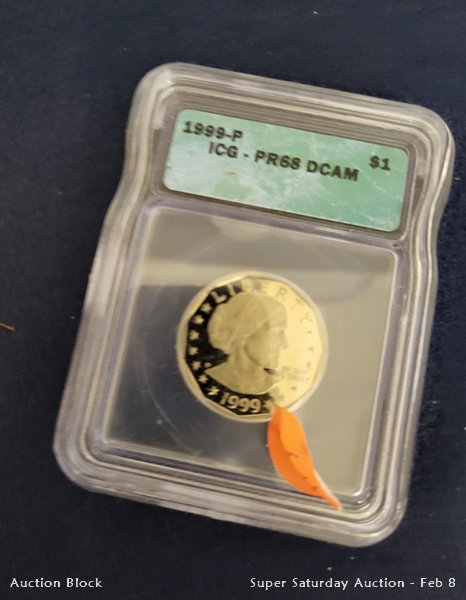 1999-P
ICG - PR68 DCAM
$1
LIBERTY
1999
Auction Block
Super Saturday Auction - Feb 8